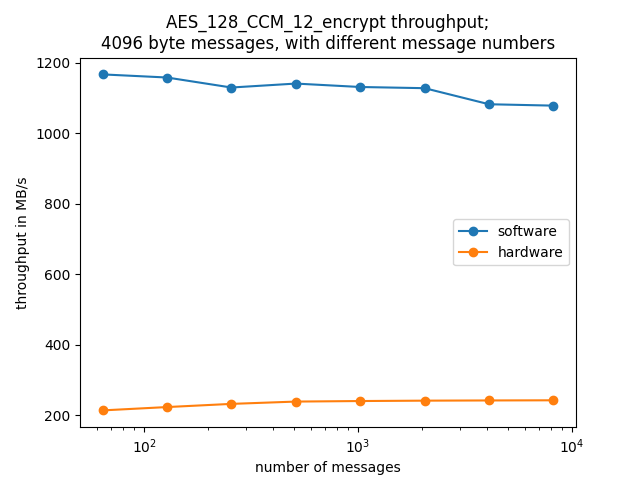 AES_128_CCM_12_encrypt throughput;
4096 byte messages, with different message numbers
1200
1000
800
600
400
200
throughput in MB/s
software
hardware
10²
10³
10⁴
number of messages